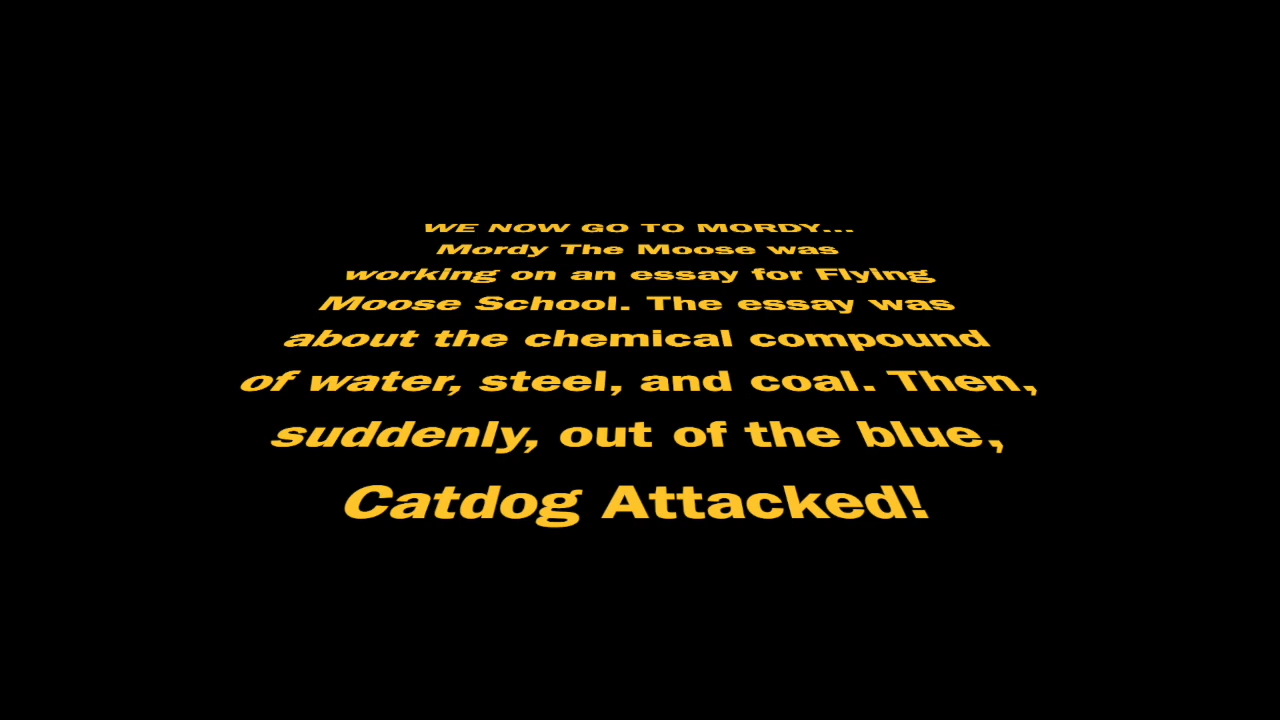 WE NOW GO TO MORDY...
Mordy The Moose was
working on an essay for Flying
Moose School. The essay was
about the chemical compound
of water, steel, and coal. Then,
suddenly, out of the blue,
Catdog Attacked!